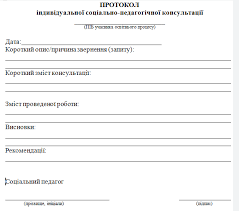 ПРОТОКОЛ
індивідуальної соціально-педагогічної консультації
(ПІБ учасника освітнього процесу)
Дата:
Короткий опис/причина звернення (запиту):
Короткий зміст консультації:
Зміст проведеної роботи:
Висновки:
Рекомендації:
Соціальний педагог
(прізвище, ініціали) (підпис)